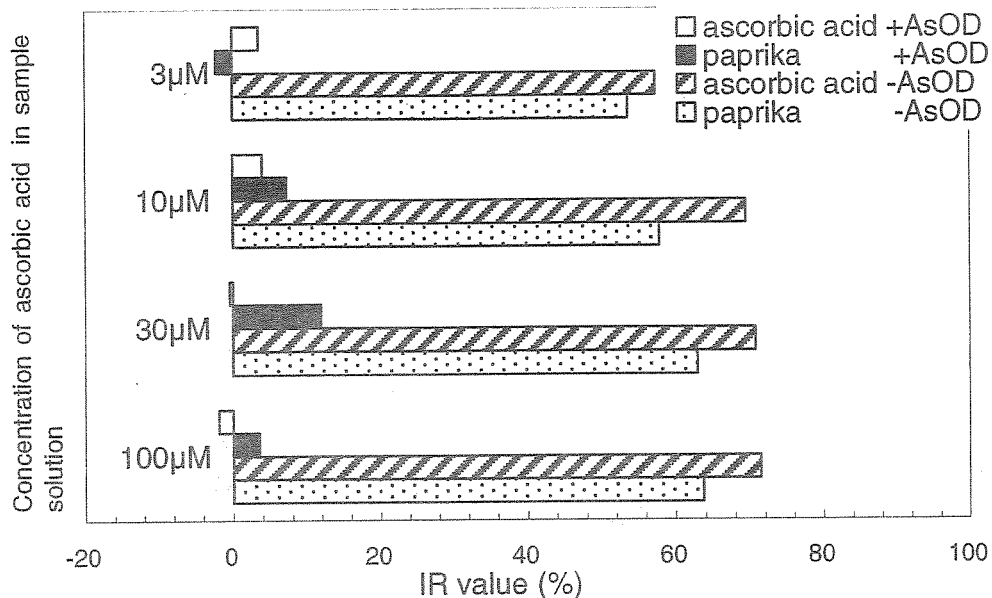 ascorbic acid +AsOD
paprika +AsOD
ascorbic acid -AsOD
paprika -AsOD
Concentration of ascorbic acid in sample
solution
3μM
10μM
30μM
100μM
-20 0 20 40 60 80 100
IR value (%)